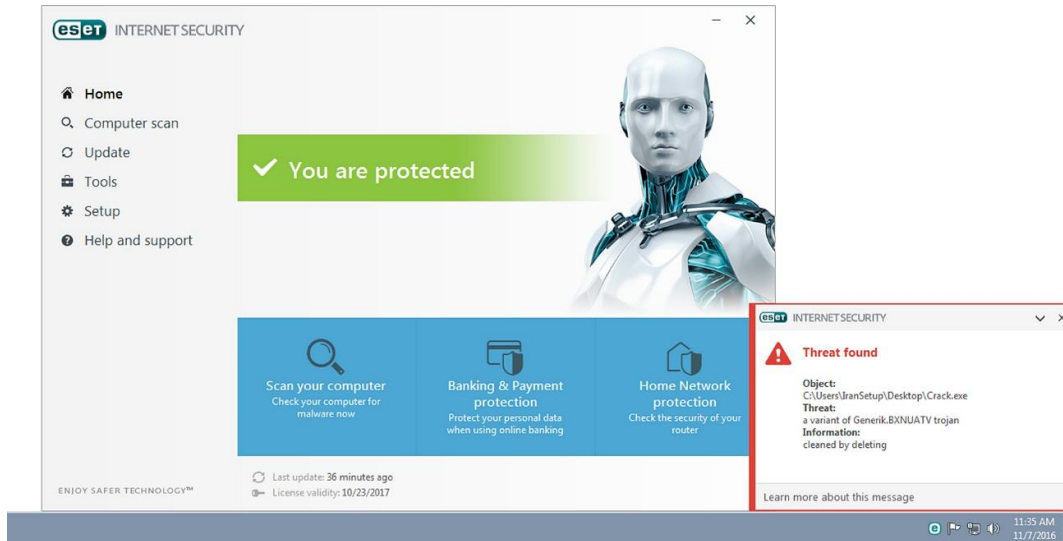 eset INTERNET SECURITY
Home
Computer scan
Update
Tools
Setup
Help and support
You are protected
Scan your computer
Check your computer for
malware now
Banking & Payment
protection
Protect your personal data
when using online banking
Home Network
protection
Check the security of your
router
Last update: 36 minutes ago
License validity: 10/23/2017
ENJOY SAFER TECHNOLOGY™
eset INTERNET SECURITY
Threat found
Object:
C:\Users\IranSetup\Desktop\Crack.exe
Threat:
a variant of Generik.BXNUATV trojan
Information:
cleaned by deleting
Learn more about this message
e
11:35 AM
11/7/2016